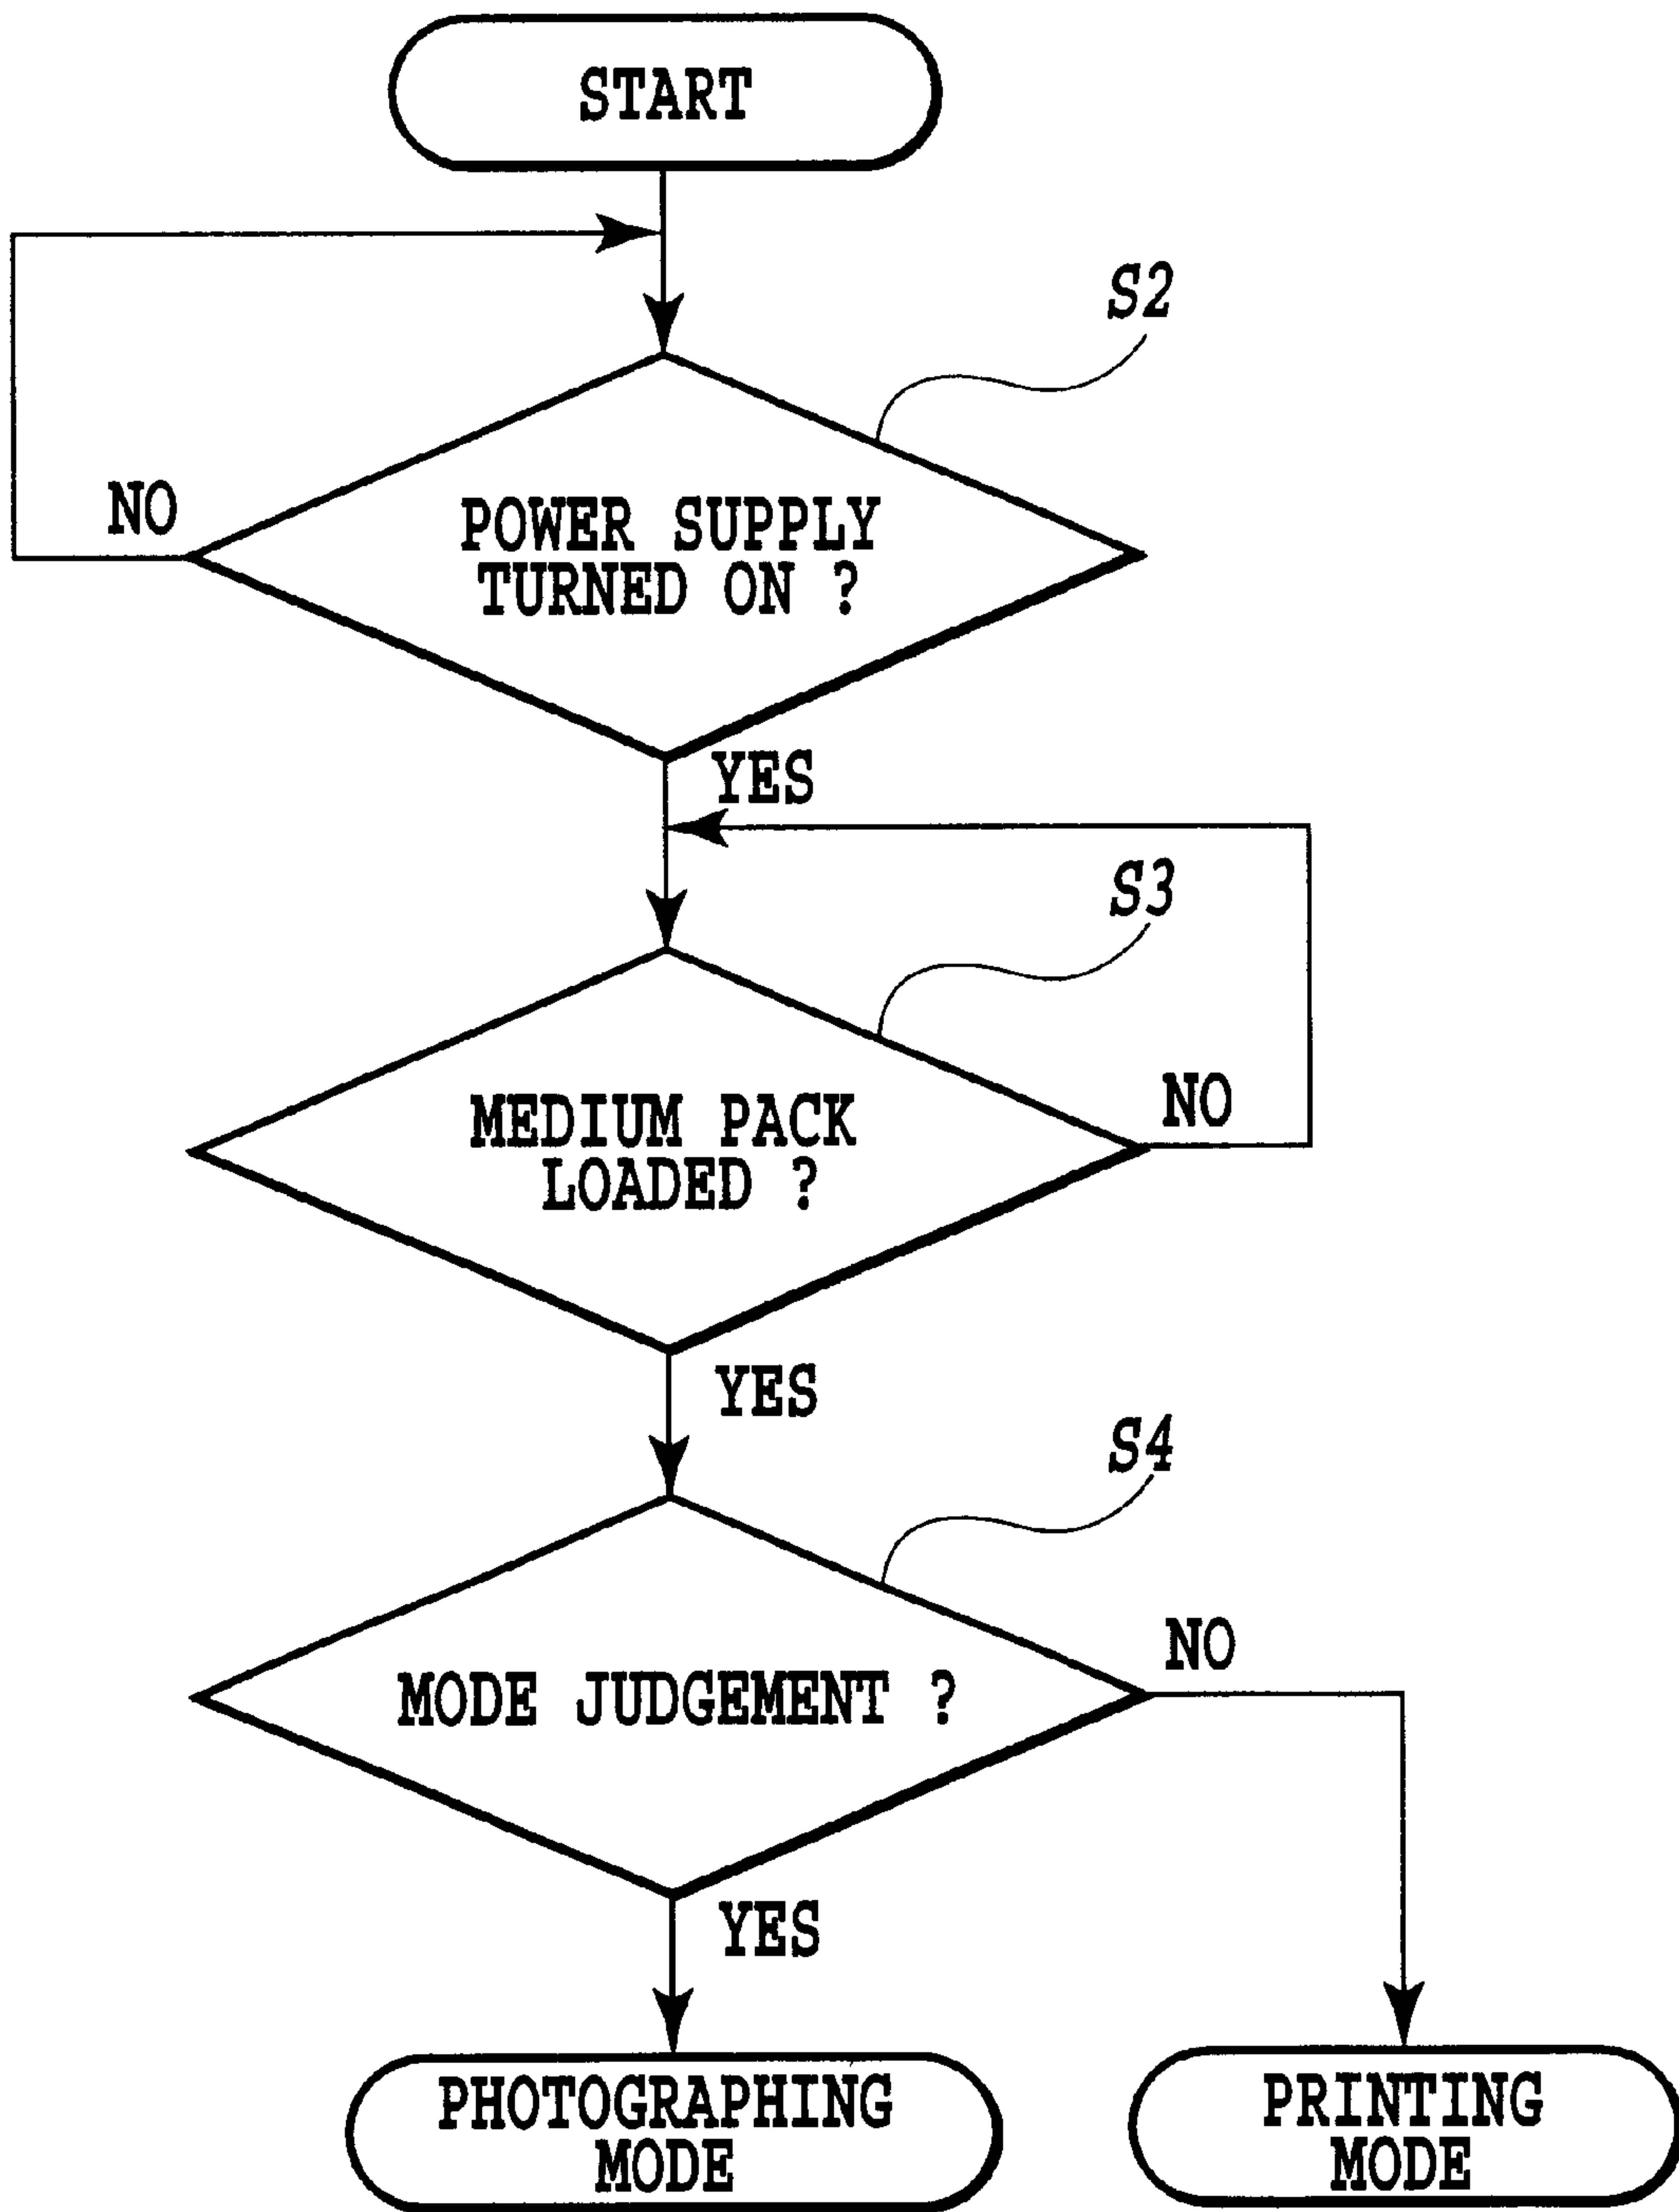 START
S2
NO
POWER SUPPLY
TURNED ON ?
YES
S3
NO
MEDIUM PACK
LOADED ?
YES
S4
NO
MODE JUDGEMENT ?
YES
PHOTOGRAPHING
MODE
PRINTING
MODE